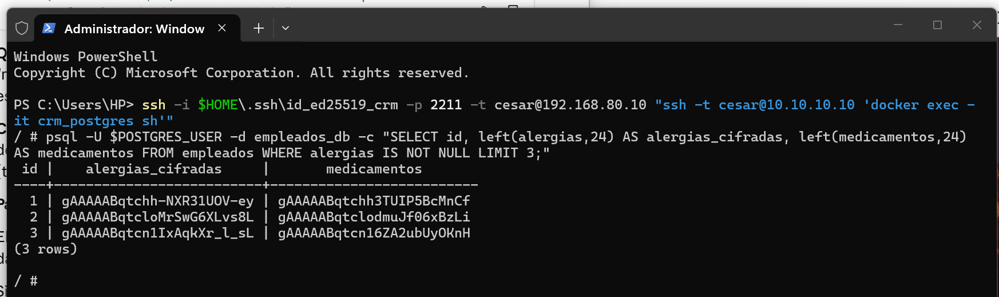 Administrador: Window
Windows PowerShell
Copyright (C) Microsoft Corporation. All rights reserved.
PS C:\Users\HP> ssh -i $HOME\.ssh\id_ed25519_crm -p 2211 -t cesar@192.168.80.10 "ssh -t cesar@10.10.10.10 'docker exec -
it crm_postgres sh'"
/ # psql -U $POSTGRES_USER -d empleados_db -c "SELECT id, left(alergias,24) AS alergias_cifradas, left(medicamentos,24)
AS medicamentos FROM empleados WHERE alergias IS NOT NULL LIMIT 3;"
 id |    alergias_cifradas     |       medicamentos
----+--------------------------+--------------------------
  1 | gAAAAABqtchh-NXR31UOV-ey | gAAAAABqtchh3TUIP5BcMnCf
  2 | gAAAAABqtcloMrSwG6XLvs8L | gAAAAABqtclodmuJf06xBzLi
  3 | gAAAAABqtcn1IxAqkXr_l_sL | gAAAAABqtcn16ZA2ubUyOKnH
(3 rows)
/ #